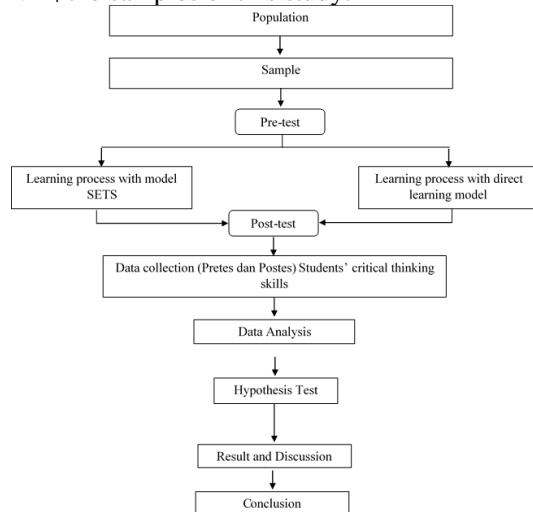 study.
Population
Sample
Pre-test
Learning process with model
SETS
Learning process with direct
learning model
Post-test
Data collection (Pretes dan Postes) Students' critical thinking
skills
Data Analysis
Hypothesis Test
Result and Discussion
Conclusion